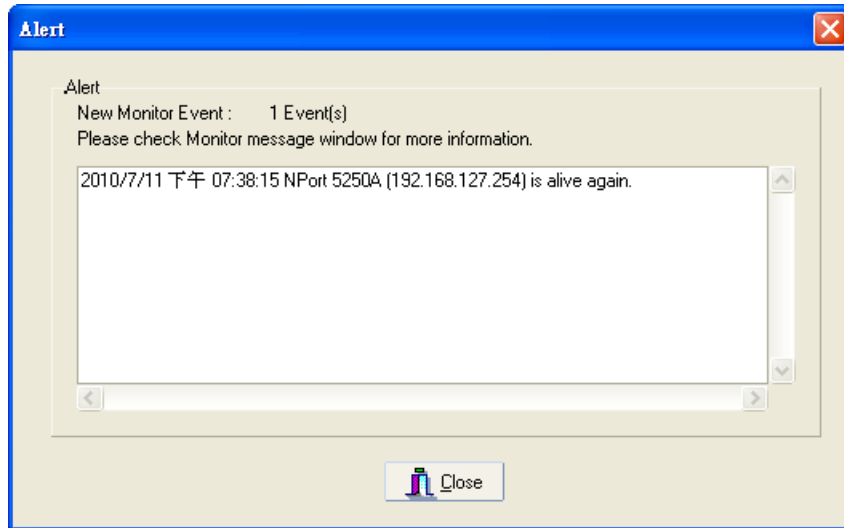 Alert
Alert
New Monitor Event : 1 Event(s)
Please check Monitor message window for more information.
2010/7/11 下午 07:38:15 NPort 5250A (192.168.127.254) is alive again.
Close